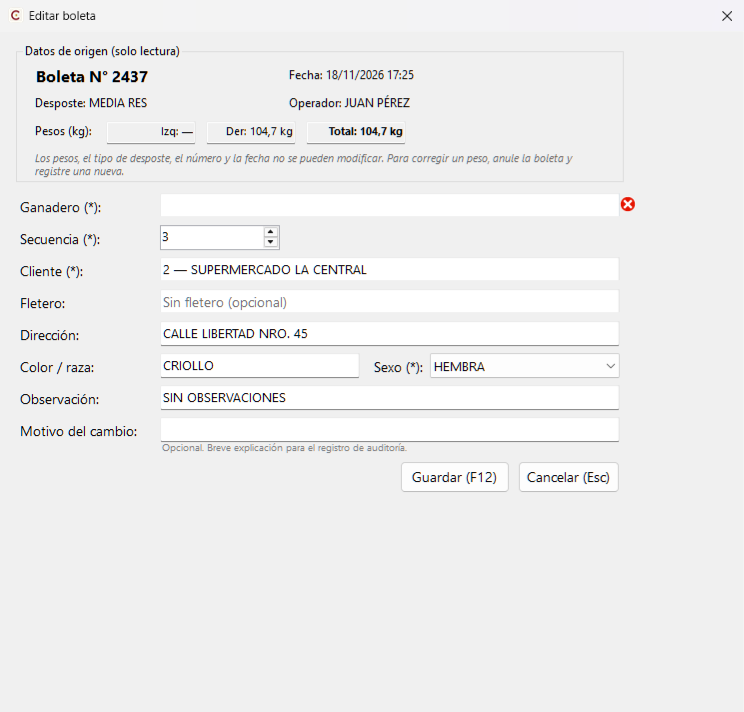 Editar boleta
Datos de origen (solo lectura)
Boleta N° 2437
Fecha: 18/11/2026 17:25
Desposte: MEDIA RES
Operador: JUAN PÉREZ
Pesos (kg):
Izq: —
Der: 104,7 kg
Total: 104,7 kg
Los pesos, el tipo de desposte, el número y la fecha no se pueden modificar. Para corregir un peso, anule la boleta y
registre una nueva.
Ganadero (*):
Secuencia (*):
3
Cliente (*):
2 — SUPERMERCADO LA CENTRAL
Fletero:
Sin fletero (opcional)
Dirección:
CALLE LIBERTAD NRO. 45
Color / raza:
CRIOLLO
Sexo (*):
HEMBRA
Observación:
SIN OBSERVACIONES
Motivo del cambio:
Opcional. Breve explicación para el registro de auditoría.
Guardar (F12)
Cancelar (Esc)